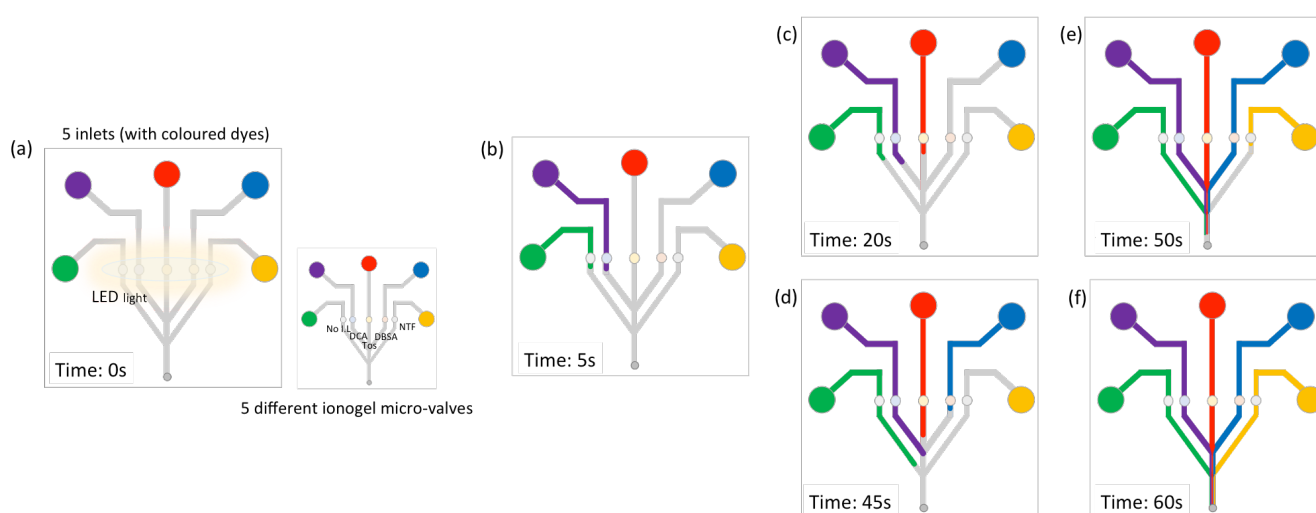 5 inlets (with coloured dyes)
(a)
LED light
Time: 0s
No I.L
DCA
Tos
DBSA
NTF
5 different ionogel micro-valves
(b)
Time: 5s
(c)
Time: 20s
(d)
Time: 45s
(e)
Time: 50s
(f)
Time: 60s